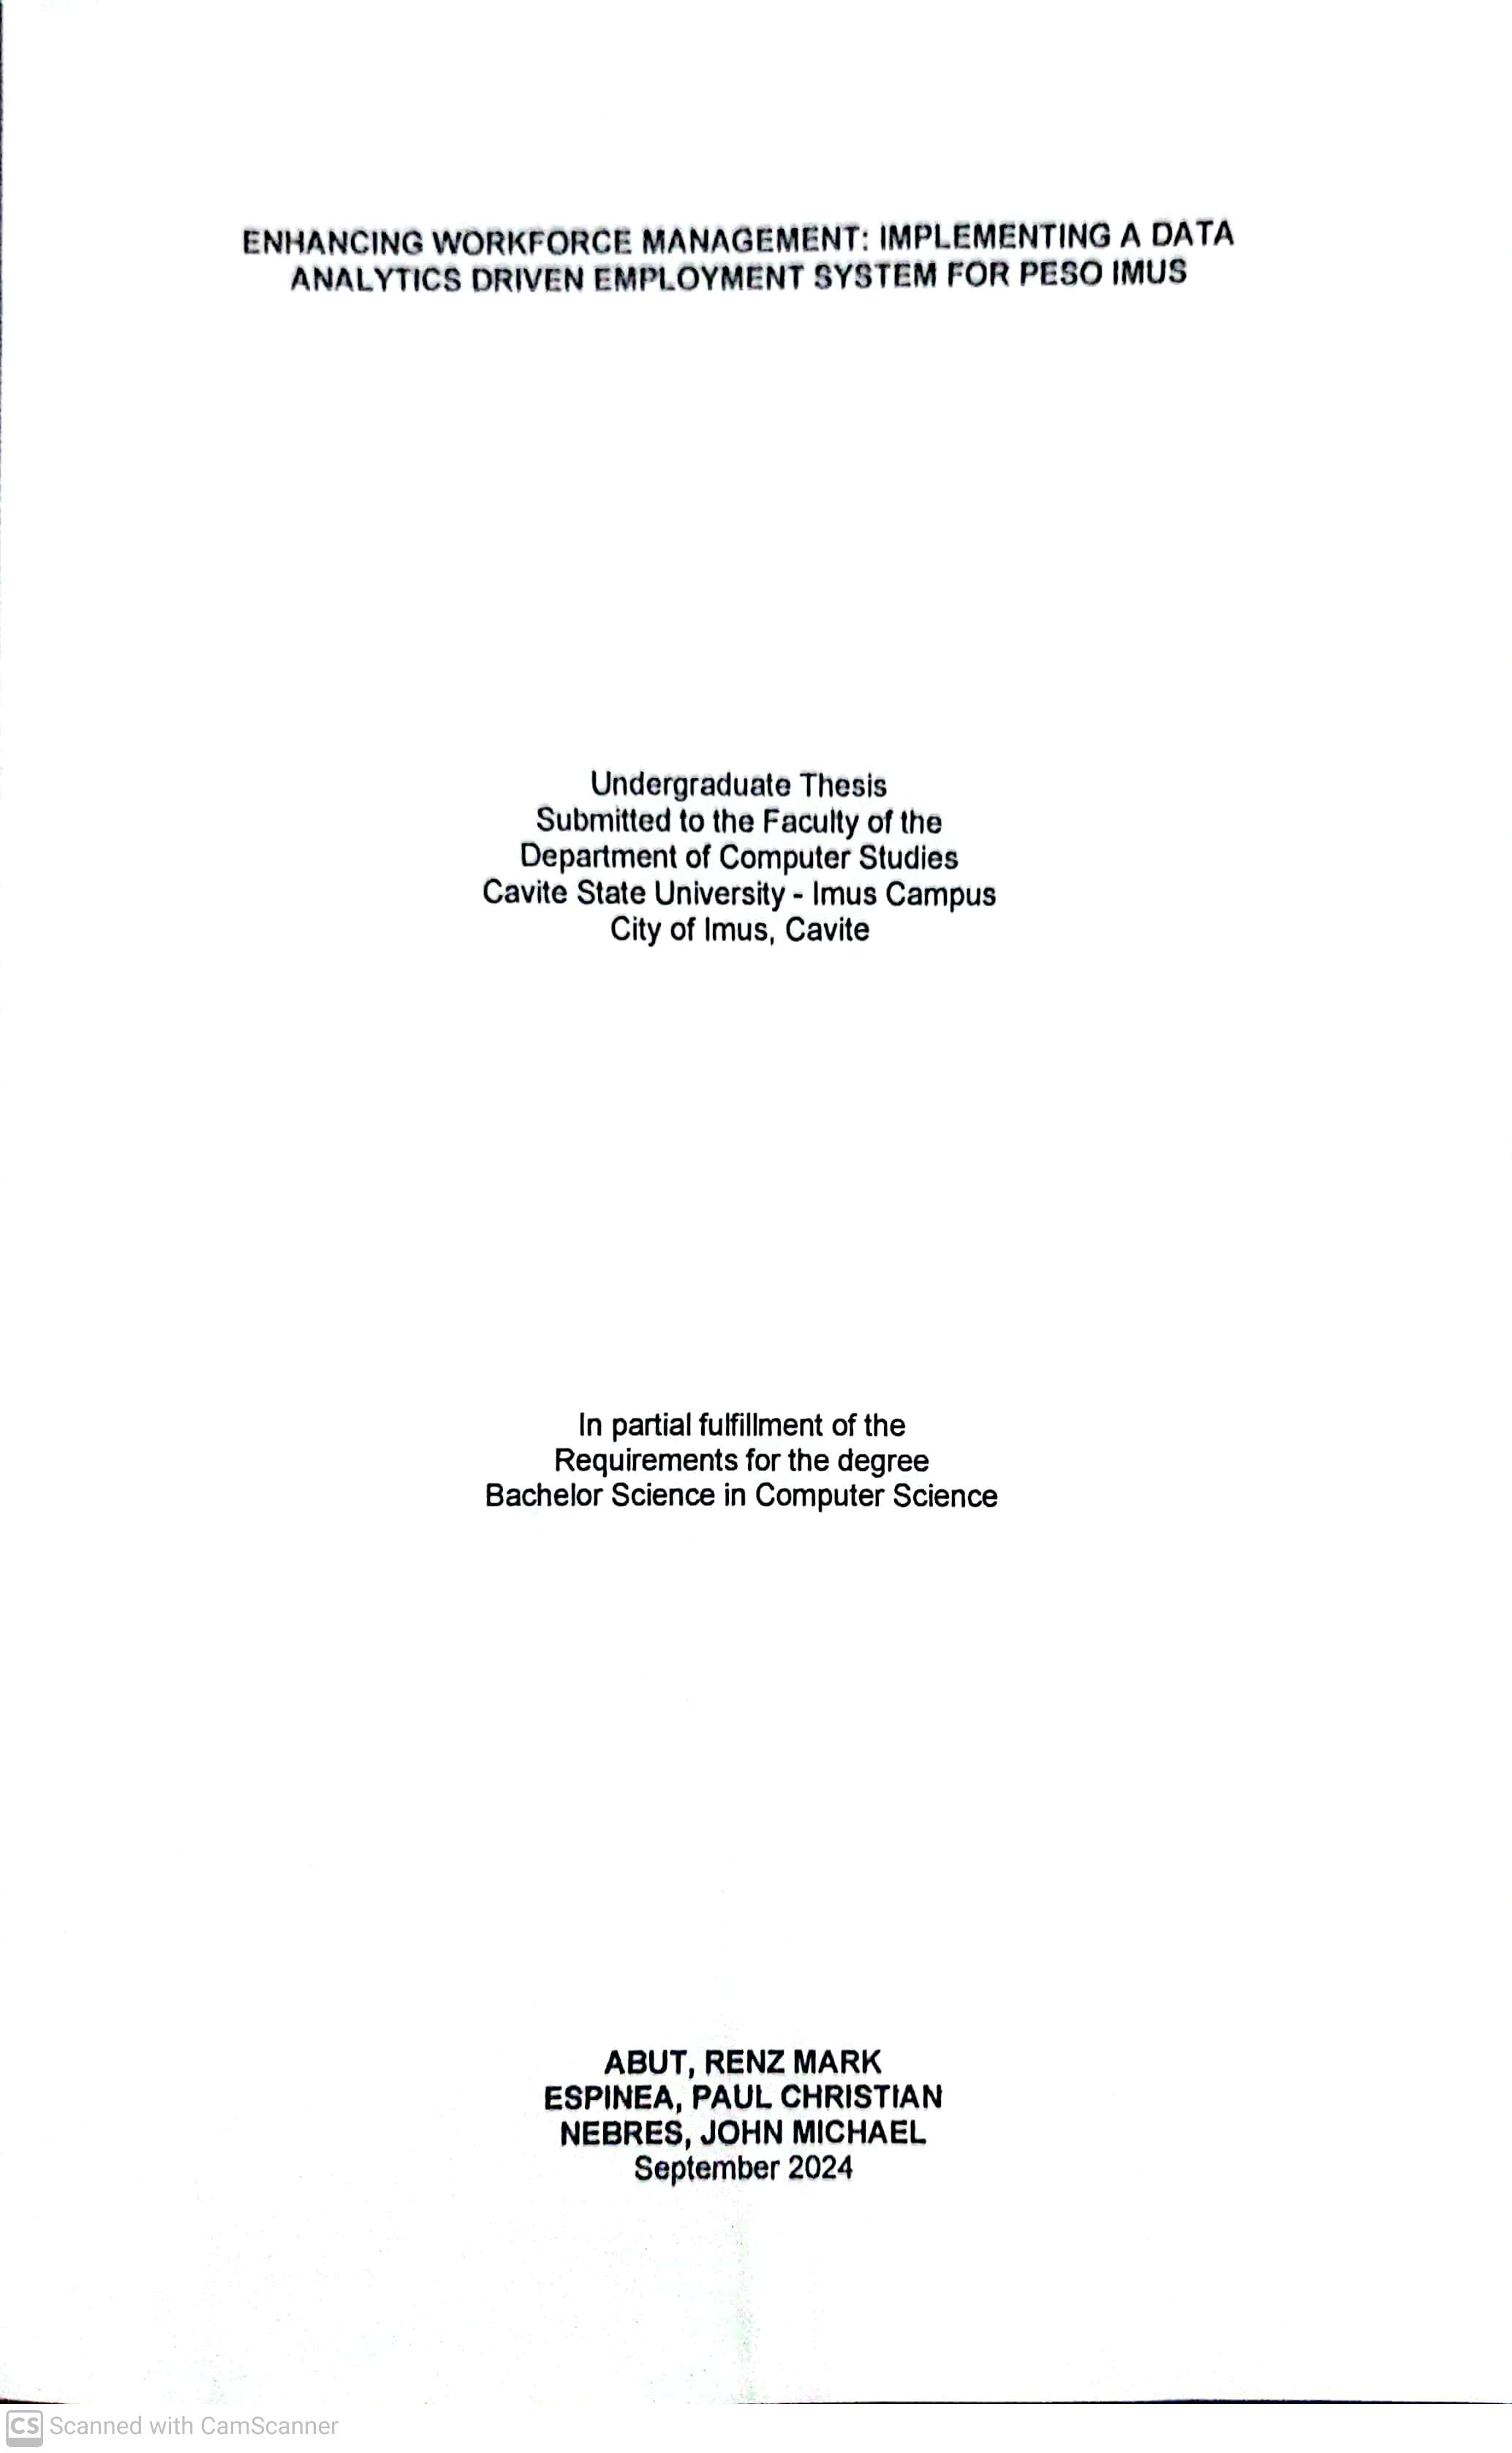 ENHANCING WORKFORCE MANAGEMENT: IMPLEMENTING A DATA
ANALYTICS DRIVEN EMPLOYMENT SYSTEM FOR PESO IMUS
Undergraduate Thesis
Submitted to the Faculty of the
Department of Computer Studies
Cavite State University - Imus Campus
City of Imus, Cavite
In partial fulfillment of the
Requirements for the degree
Bachelor Science in Computer Science
ABUT, RENZ MARK
ESPINEA, PAUL CHRISTIAN
NEBRES, JOHN MICHAEL
September 2024
CS Scanned with CamScanner